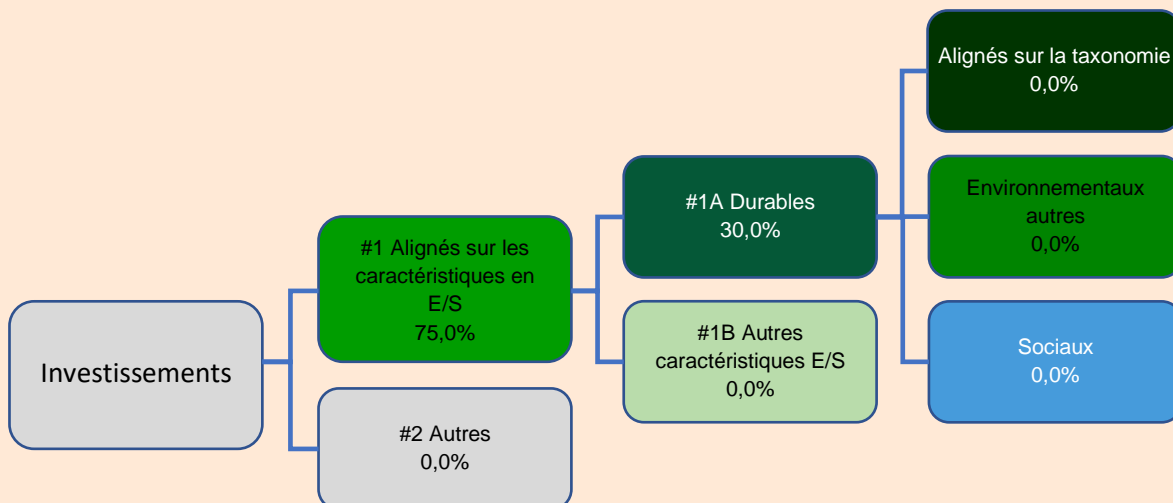 Investissements
#1 Alignés sur les
caractéristiques en
E/S
75,0%
#2 Autres
0,0%
#1A Durables
30,0%
#1B Autres
caractéristiques E/S
0,0%
Alignés sur la taxonomie
0,0%
Environnementaux
autres
0,0%
Sociaux
0,0%